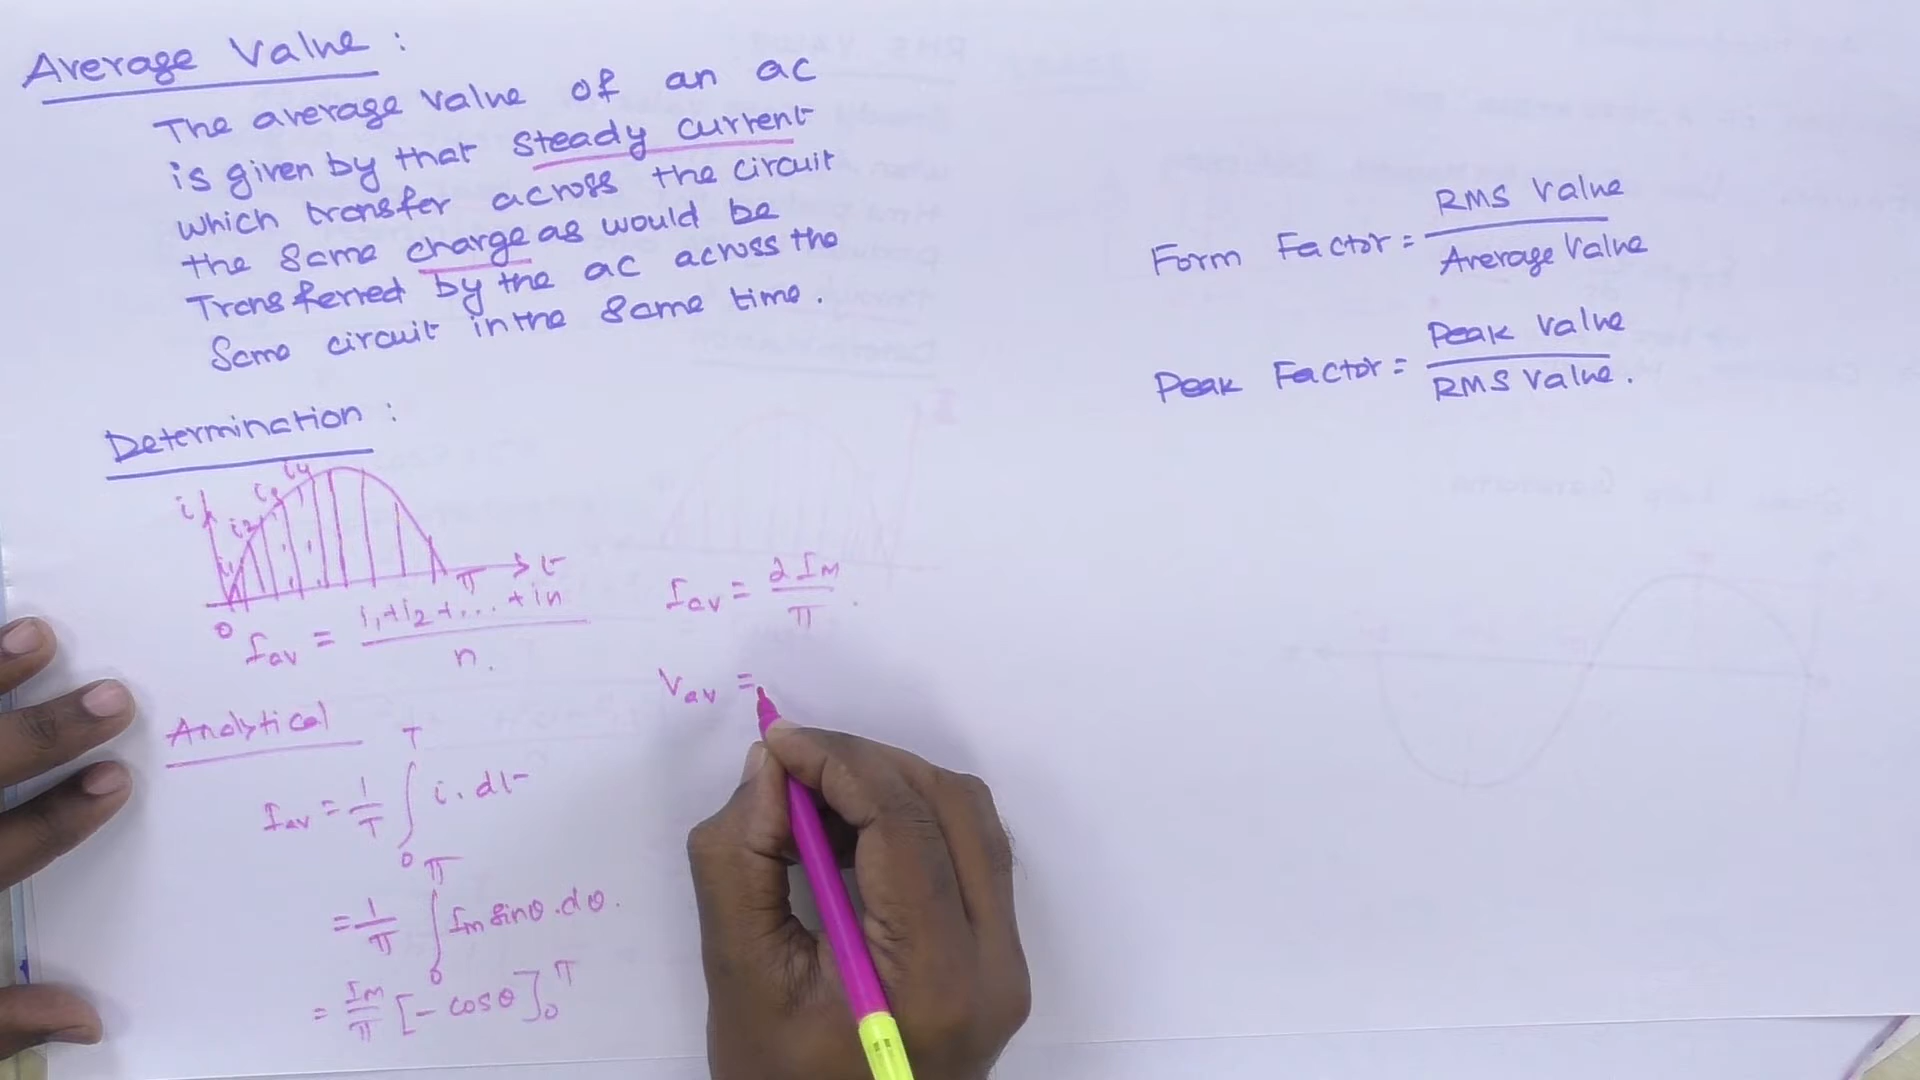 Average Value :
The average value of an ac
is given by that steady current
which transfer across the circuit
the same charge as would be
Transferred by the ac across the
Same circuit in the same time.
Determination :
i i1 i2 i3 i4
0 π t
Iav = i1+i2+...+in / n.
Analytical
Iav = 1/T ∫0^T i. dt
= 1/π ∫0^π Im sinθ.dθ.
= Im/π [- cosθ]0^π
Iav = 2Im/π .
Vav =
Form Factor = RMS Value / Average Value
Peak Factor = Peak Value / RMS Value.